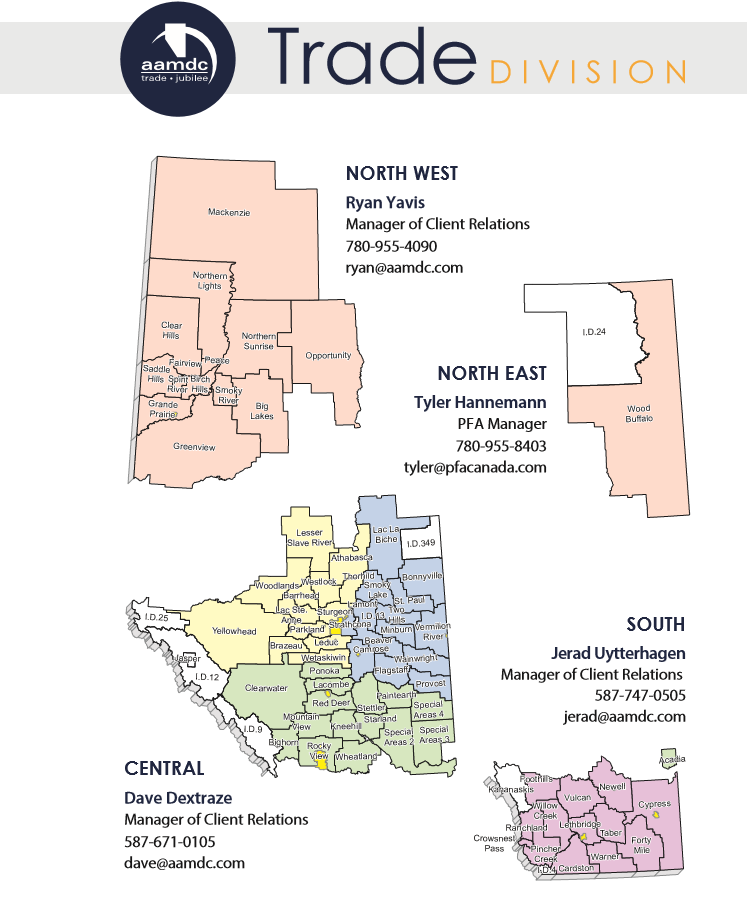 aamdc
trade • jubilee
Trade DIVISION
NORTH WEST
Ryan Yavis
Manager of Client Relations
780-955-4090
ryan@aamdc.com
Mackenzie
Northern
Lights
Clear
Hills
Northern
Sunrise
Opportunity
Fairview
Peace
Saddle
Hills
Spirit
River
Birch
Hills
Smoky
River
Grande
Prairie
Big
Lakes
Greenview
I.D.24
Wood
Buffalo
NORTH EAST
Tyler Hannemann
PFA Manager
780-955-8403
tyler@pfacanada.com
Lesser
Slave River
Lac La
Biche
I.D.349
Athabasca
Thorhild
Bonnyville
Woodlands
Westlock
Smoky
Lake
Barrhead
St. Paul
Lamont
Two
Hills
Lac Ste.
Anne
Sturgeon
I.D.13
I.D.25
Parkland
Strathcona
Minburn
Vermilion
River
Yellowhead
Leduc
Beaver
Brazeau
Camrose
Wetaskiwin
Wainwright
Jasper
I.D.12
Ponoka
Flagstaff
Clearwater
Lacombe
Provost
Red Deer
Stettler
Paintearth
Special
Areas 4
Mountain
View
Kneehill
Starland
I.D.9
Bighorn
Special
Areas 2
Special
Areas 3
Rocky
View
Wheatland
SOUTH
Jerad Uytterhagen
Manager of Client Relations
587-747-0505
jerad@aamdc.com
CENTRAL
Dave Dextraze
Manager of Client Relations
587-671-0105
dave@aamdc.com
Acadia
Foothills
Kananaskis
Newell
Vulcan
Cypress
Willow
Creek
Ranchland
Lethbridge
Taber
Crowsnest
Pass
Forty
Mile
Pincher
Creek
Warner
I.D.4
Cardston